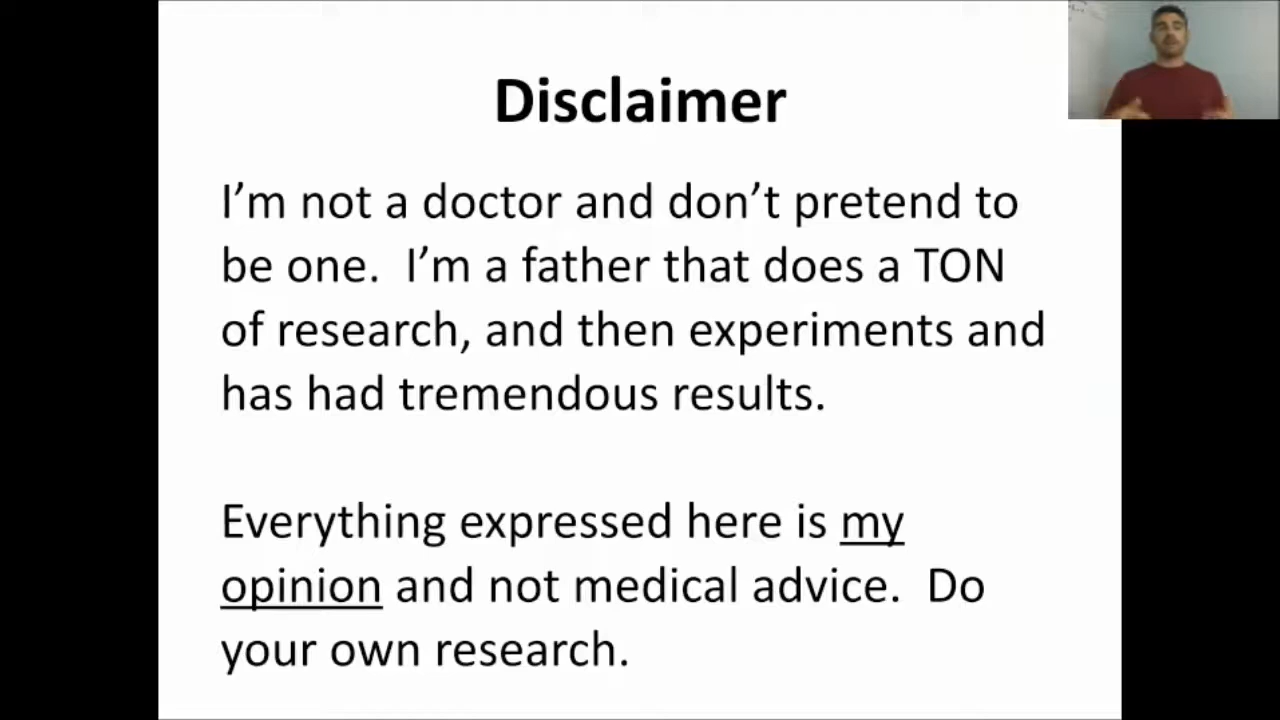 Disclaimer
I’m not a doctor and don’t pretend to
be one.  I’m a father that does a TON
of research, and then experiments and
has had tremendous results.
Everything expressed here is my
opinion and not medical advice.  Do
your own research.